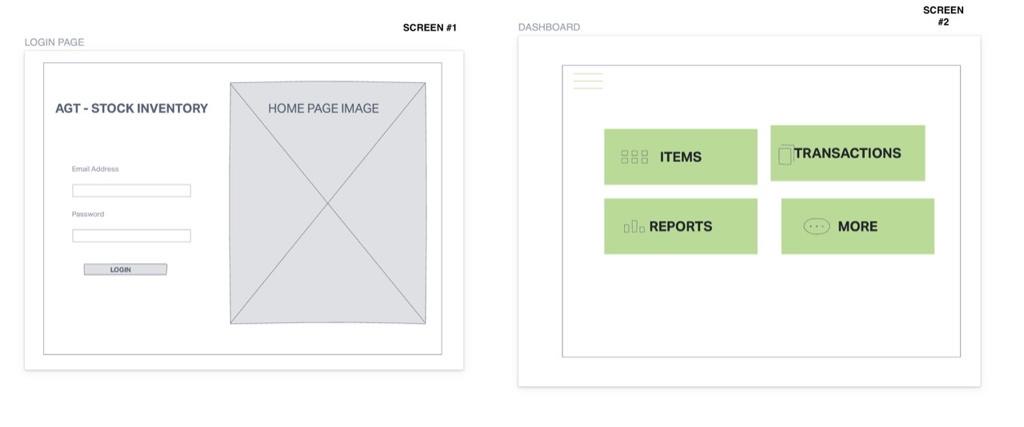 SCREEN #1
LOGIN PAGE
AGT - STOCK INVENTORY
HOME PAGE IMAGE
Email Address
Password
LOGIN
SCREEN
#2
DASHBOARD
ITEMS
TRANSACTIONS
REPORTS
MORE